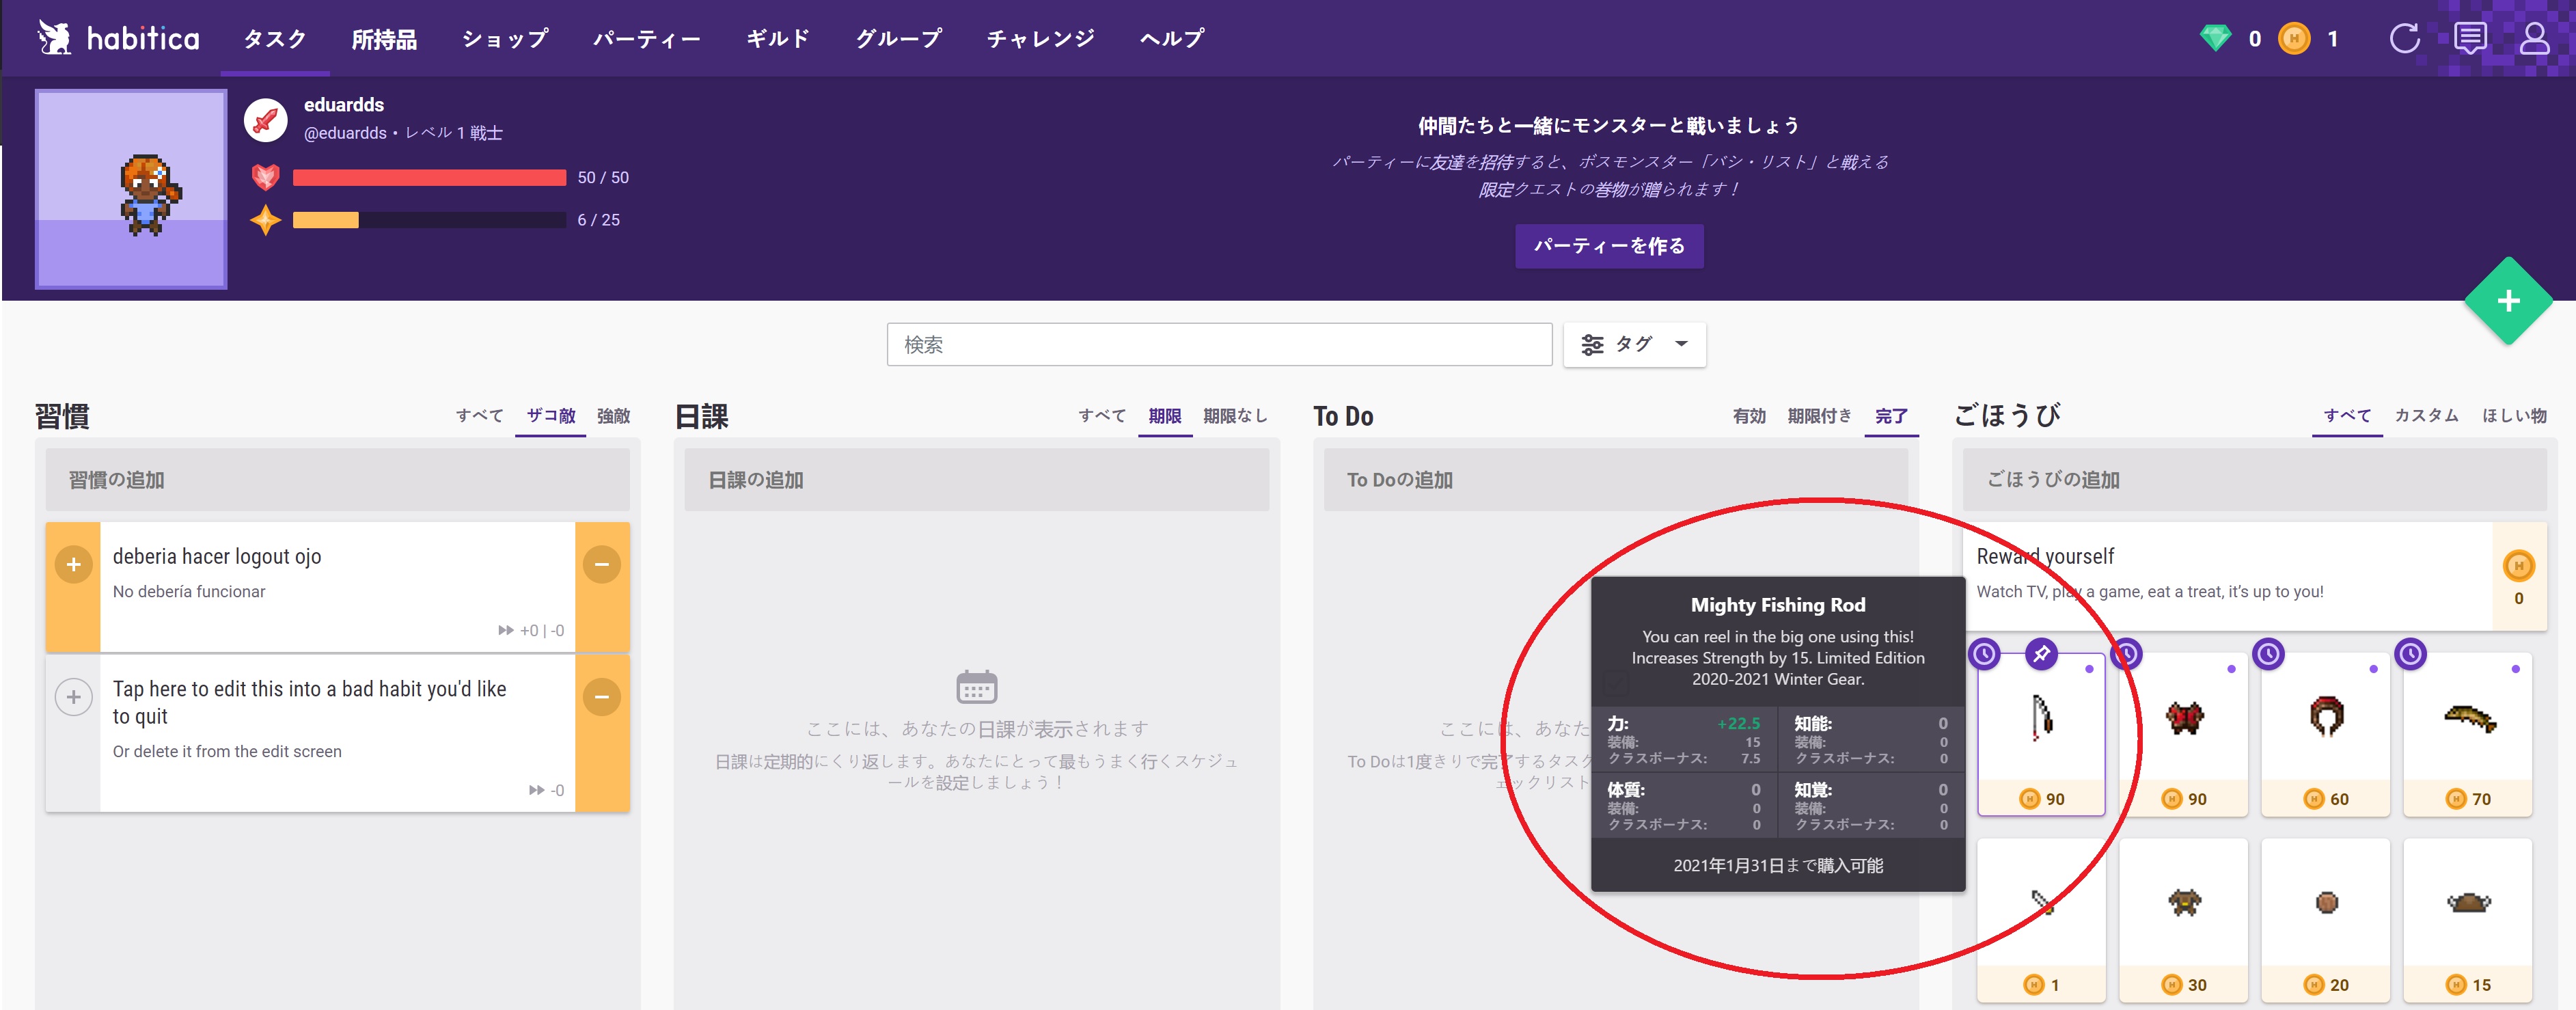 habitica
タスク
所持品
ショップ
パーティー
ギルド
グループ
チャレンジ
ヘルプ
0
1
eduardds
@eduardds • レベル 1 戦士
50 / 50
6 / 25
仲間たちと一緒にモンスターと戦いましょう
パーティーに友達を招待すると、ボスモンスター「バシ・リスト」と戦える
限定クエストの巻物が贈られます！
パーティーを作る
検索
タグ
習慣
すべて
ザコ敵
強敵
習慣の追加
deberia hacer logout ojo
No debería funcionar
+0 | -0
Tap here to edit this into a bad habit you'd like
to quit
Or delete it from the edit screen
-0
日課
すべて
期限
期限なし
日課の追加
ここには、あなたの日課が表示されます
日課は定期的にくり返します。あなたにとって最もうまく行くスケジュ
ールを設定しましょう！
To Do
有効
期限付き
完了
To Doの追加
ここには、あなた
To Doは1度きりで完了するタスク
ェックリスト
Mighty Fishing Rod
You can reel in the big one using this!
Increases Strength by 15. Limited Edition
2020-2021 Winter Gear.
力: +22.5
装備: 15
クラスボーナス: 7.5
知能: 0
装備: 0
クラスボーナス: 0
体質: 0
装備: 0
クラスボーナス: 0
知覚: 0
装備: 0
クラスボーナス: 0
2021年1月31日まで購入可能
ごほうび
すべて
カスタム
ほしい物
ごほうびの追加
Reward yourself
Watch TV, play a game, eat a treat, it's up to you!
0
90
90
60
70
1
30
20
15